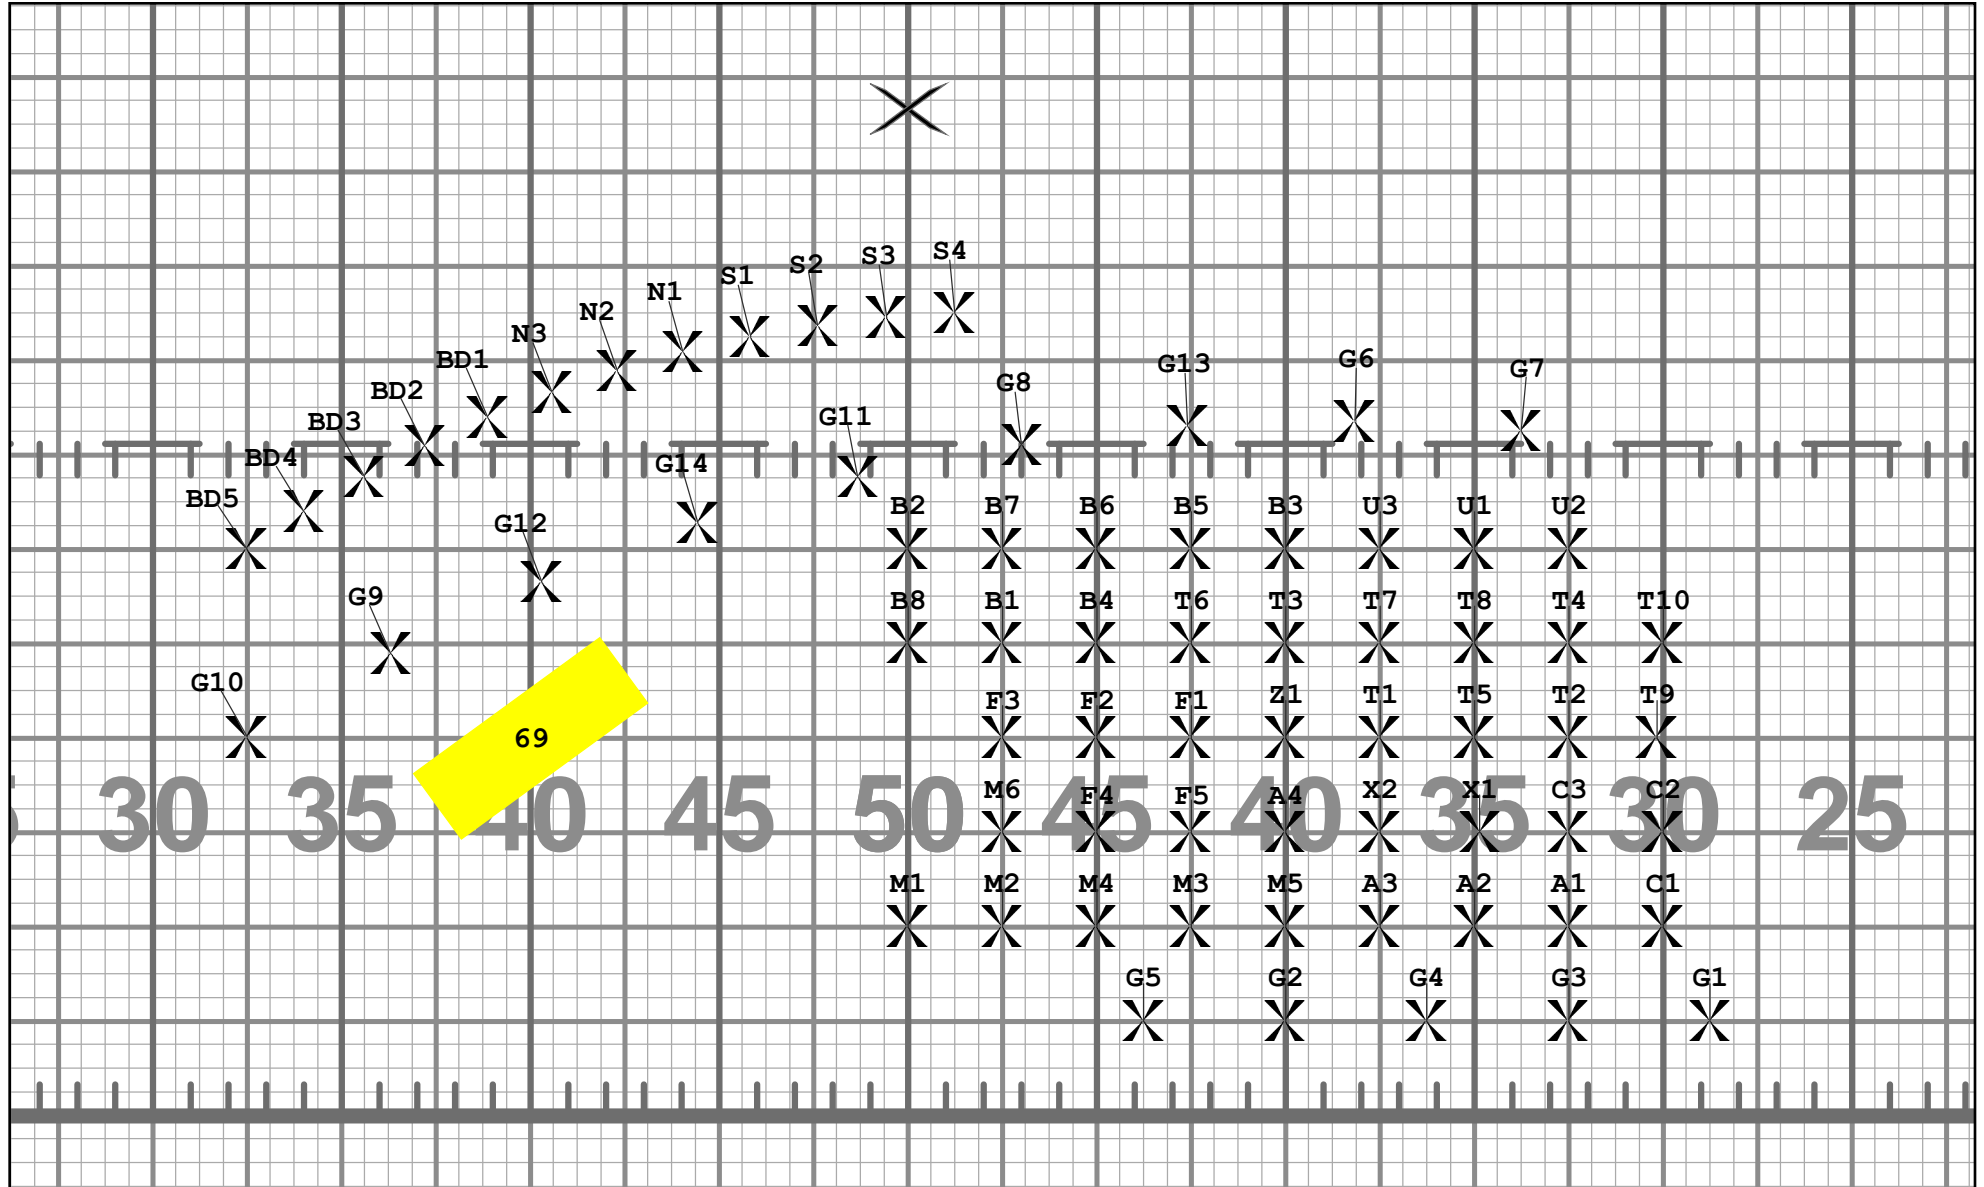 S4
S3
S2
S1
N1
N2
N3
BD1
BD2
BD3
BD4
BD5
G11
G8
G13
G6
G7
G14
G12
G9
G10
B2 B7 B6 B5 B3 U3 U1 U2
B8 B1 B4 T6 T3 T7 T8 T4 T10
F3 F2 F1 Z1 T1 T5 T2 T9
69
M6 F4 F5 A4 X2 X1 C3 C2
30 35 40 45 50 45 40 35 30 25
M1 M2 M4 M3 M5 A3 A2 A1 C1
G5 G2 G4 G3 G1